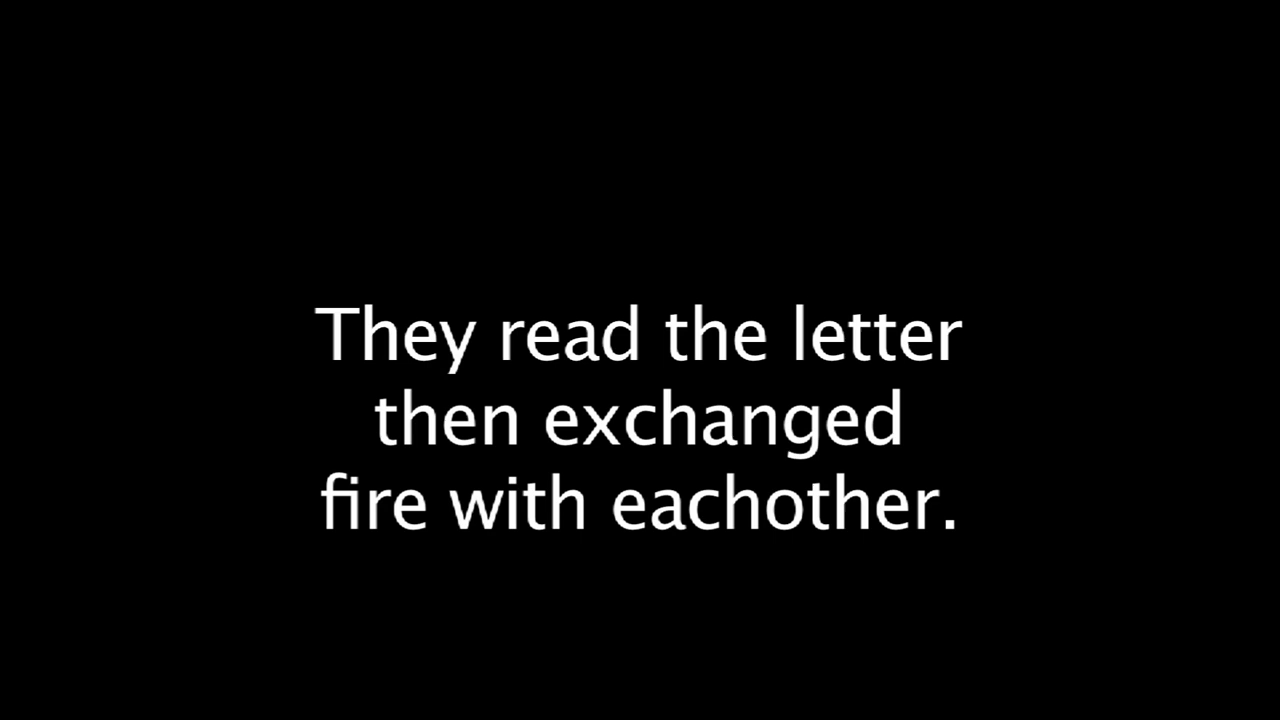 They read the letter
then exchanged
fire with eachother.